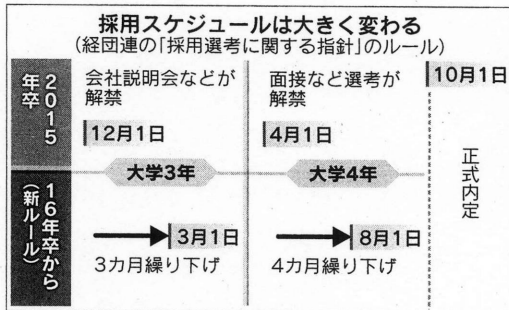 採用スケジュールは大きく変わる
(経団連の「採用選考に関する指針」のルール)
2015年卒
会社説明会などが解禁
12月1日
面接など選考が解禁
4月1日
10月1日
大学3年
大学4年
正式内定
16年卒から(新ルール)
3月1日
3カ月繰り下げ
8月1日
4カ月繰り下げ